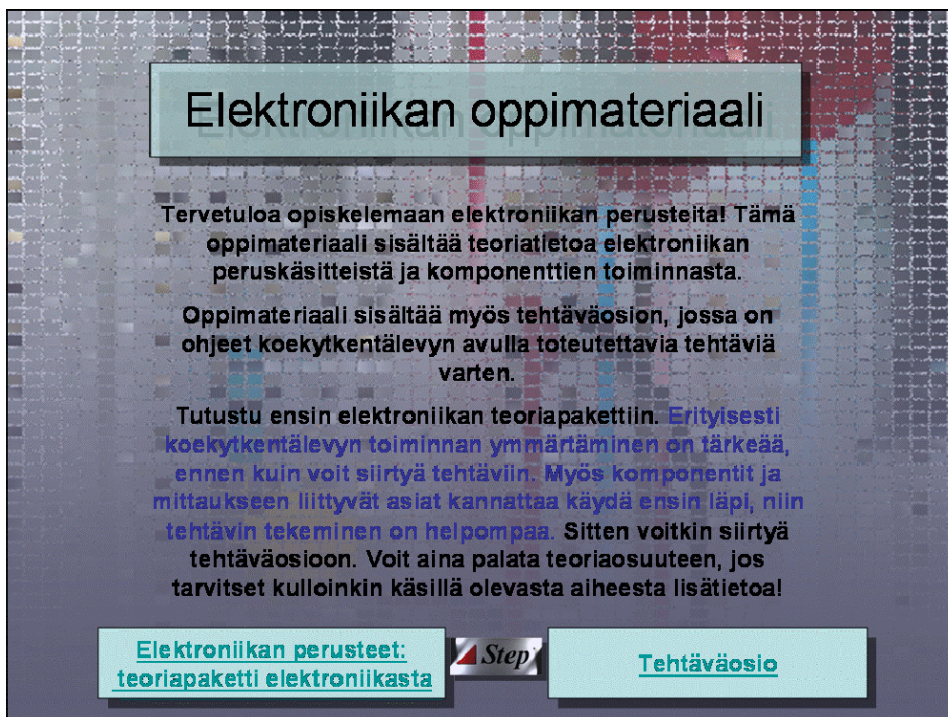 Elektroniikan oppimateriaali
Tervetuloa opiskelemaan elektroniikan perusteita! Tämä
oppimateriaali sisältää teoriatietoa elektroniikan
peruskäsitteistä ja komponenttien toiminnasta.
Oppimateriaali sisältää myös tehtäväosion, jossa on
ohjeet koekytkentälevyn avulla toteutettavia tehtäviä
varten.
Tutustu ensin elektroniikan teoriapakettiin. Erityisesti
koekytkentälevyn toiminnan ymmärtäminen on tärkeää,
ennen kuin voit siirtyä tehtäviin. Myös komponentit ja
mittaukseen liittyvät asiat kannattaa käydä ensin läpi, niin
tehtävin tekeminen on helpompaa. Sitten voitkin siirtyä
tehtäväosioon. Voit aina palata teoriaosuuteen, jos
tarvitset kulloinkin käsillä olevasta aiheesta lisätietoa!
Elektroniikan perusteet:
teoriapaketti elektroniikasta
Step
Tehtäväosio